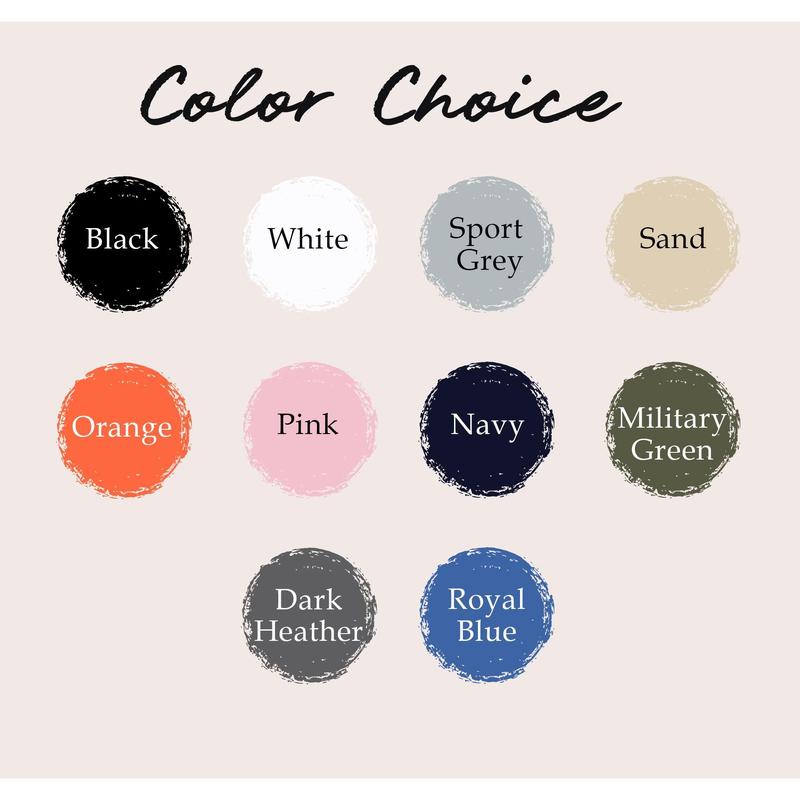 Color Choice
Black
White
Sport
Grey
Sand
Orange
Pink
Navy
Military
Green
Dark
Heather
Royal
Blue